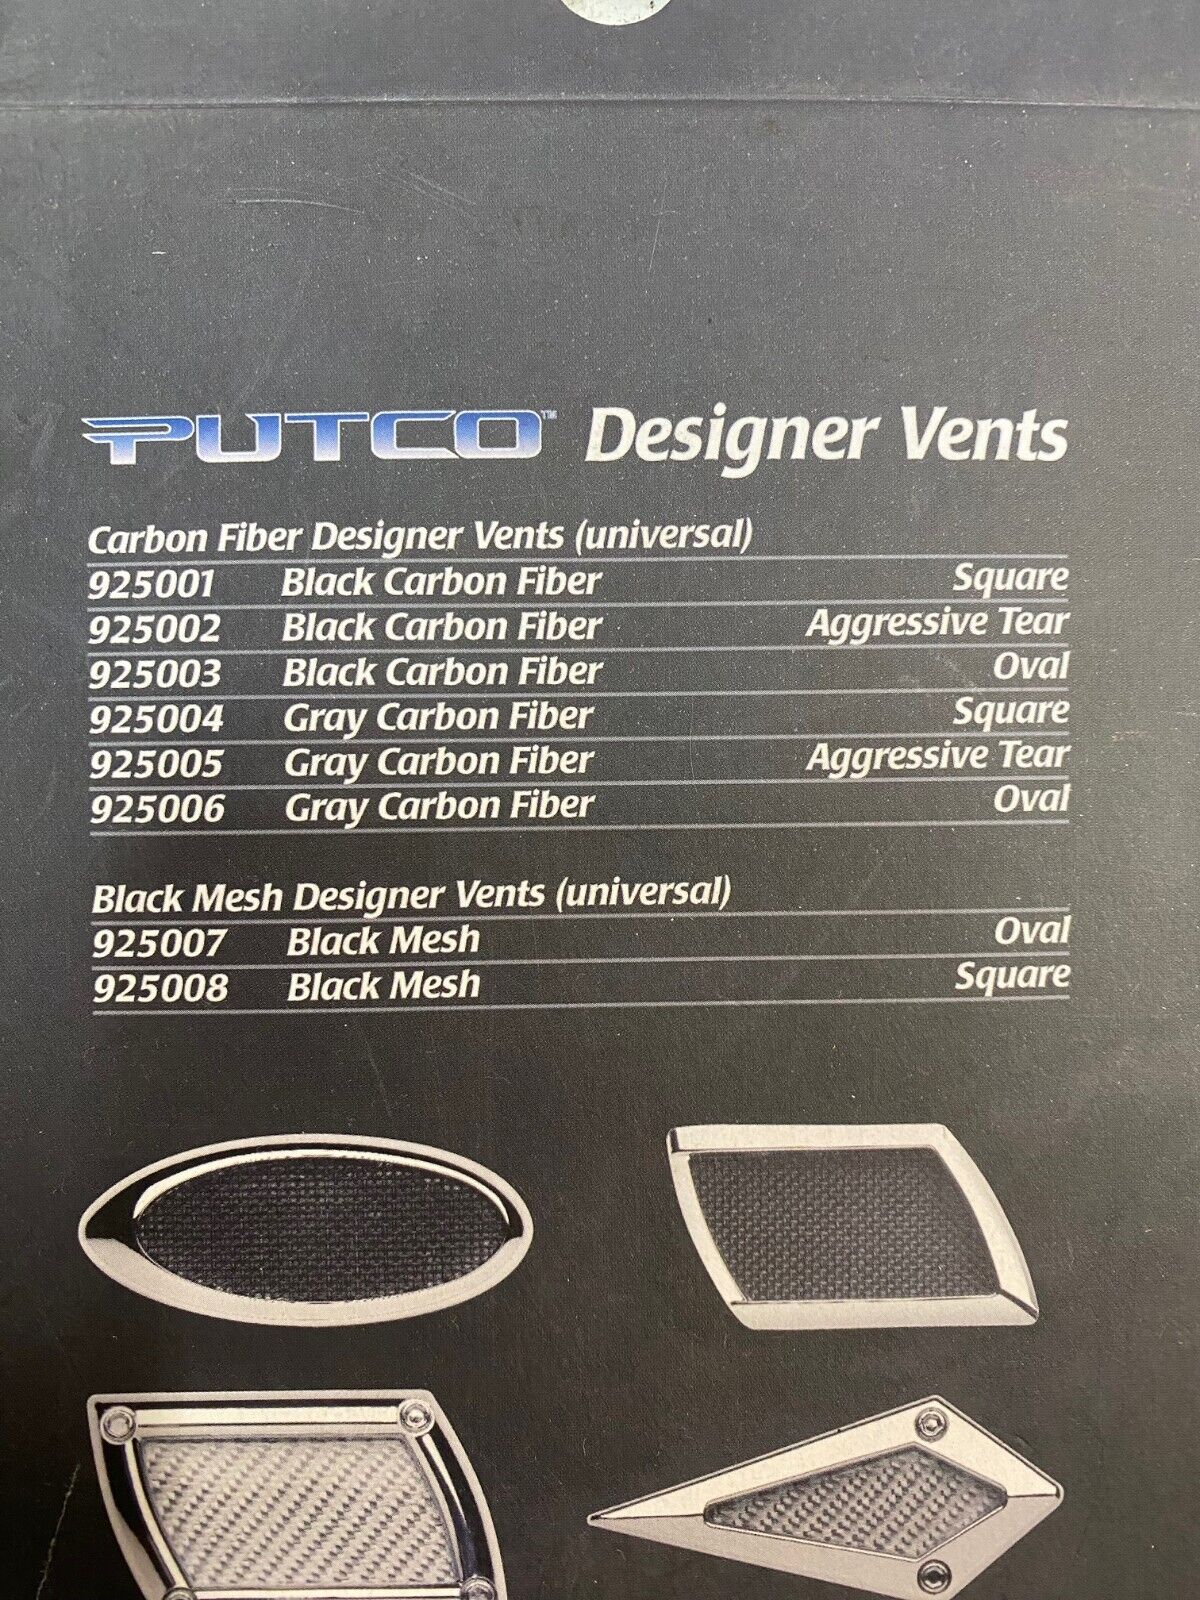 PUTCO™ Designer Vents
Carbon Fiber Designer Vents (universal)
925001 Black Carbon Fiber Square
925002 Black Carbon Fiber Aggressive Tear
925003 Black Carbon Fiber Oval
925004 Gray Carbon Fiber Square
925005 Gray Carbon Fiber Aggressive Tear
925006 Gray Carbon Fiber Oval
Black Mesh Designer Vents (universal)
925007 Black Mesh Oval
925008 Black Mesh Square